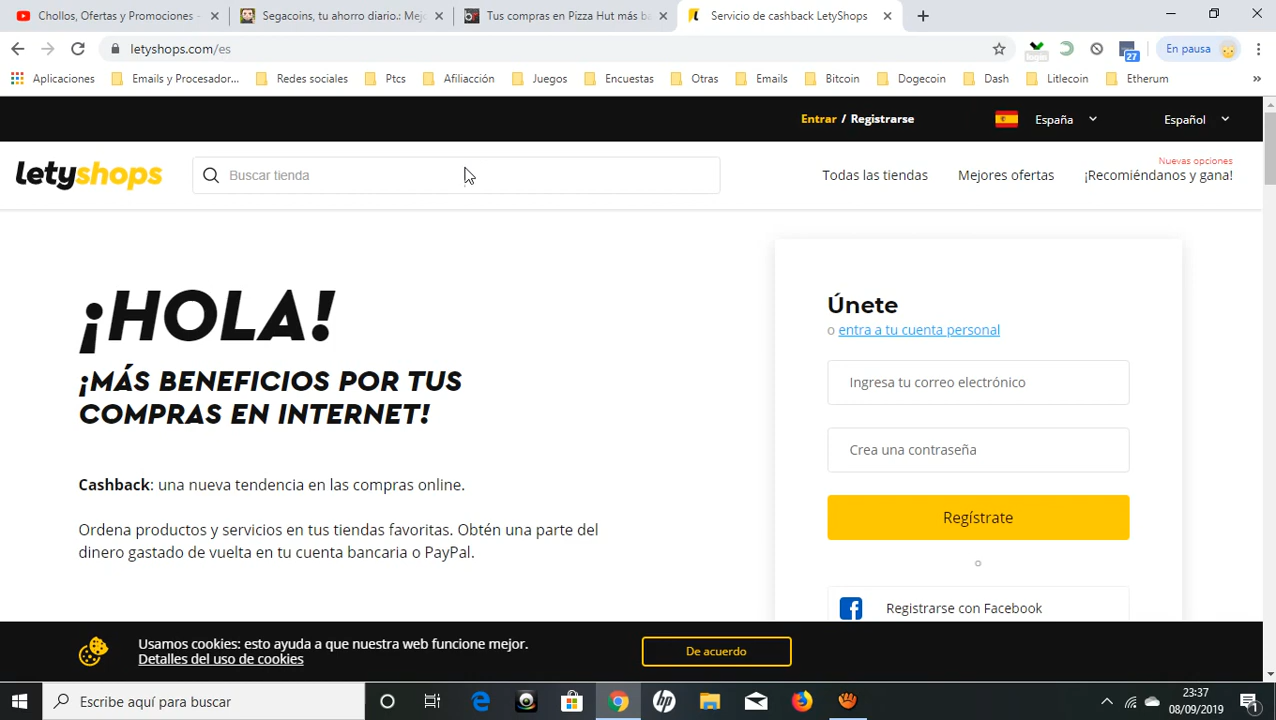 Chollos, Ofertas y Promociones -
Segacoins, tu ahorro diario.: Mej
Tus compras en Pizza Hut más ba
Servicio de cashback LetyShops
letyshops.com/es
27
En pausa
Aplicaciones
Emails y Procesador...
Redes sociales
Ptcs
Afiliacción
Juegos
Encuestas
Otras
Emails
Bitcoin
Dogecoin
Dash
Litlecoin
Etherum
»
Entrar / Registrarse
España
Español
letyshops
Buscar tienda
Todas las tiendas
Mejores ofertas
Nuevas opciones
¡Recomiéndanos y gana!
¡HOLA!
¡MÁS BENEFICIOS POR TUS
COMPRAS EN INTERNET!
Cashback: una nueva tendencia en las compras online.
Ordena productos y servicios en tus tiendas favoritas. Obtén una parte del
dinero gastado de vuelta en tu cuenta bancaria o PayPal.
Únete
o entra a tu cuenta personal
Ingresa tu correo electrónico
Crea una contraseña
Regístrate
o
Registrarse con Facebook
Usamos cookies: esto ayuda a que nuestra web funcione mejor.
Detalles del uso de cookies
De acuerdo
Escribe aquí para buscar
23:37
08/09/2019
1